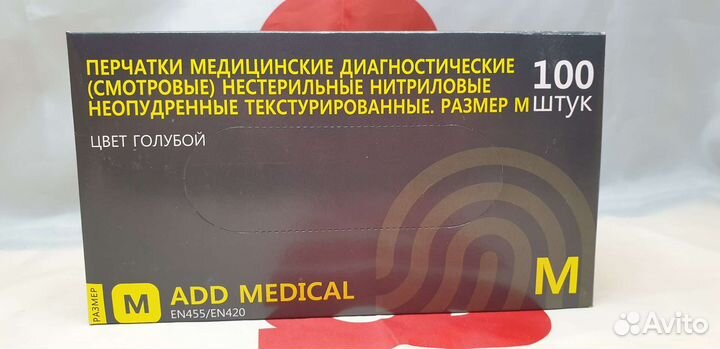 ПЕРЧАТКИ МЕДИЦИНСКИЕ ДИАГНОСТИЧЕСКИЕ
(СМОТРОВЫЕ) НЕСТЕРИЛЬНЫЕ НИТРИЛОВЫЕ
НЕОПУДРЕННЫЕ ТЕКСТУРИРОВАННЫЕ. РАЗМЕР М
100
штук
ЦВЕТ ГОЛУБОЙ
РАЗМЕР
M
ADD MEDICAL
EN455/EN420
M
Avito